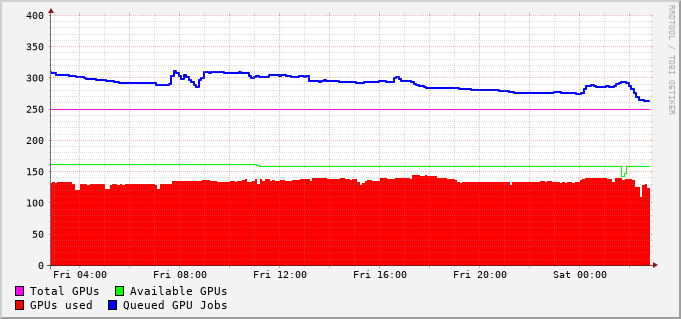 400
350
300
250
200
150
100
50
0
Fri 04:00 Fri 08:00 Fri 12:00 Fri 16:00 Fri 20:00 Sat 00:00
Total GPUs Available GPUs
GPUs used Queued GPU Jobs
RRDTOOL / TOBI OETIKER